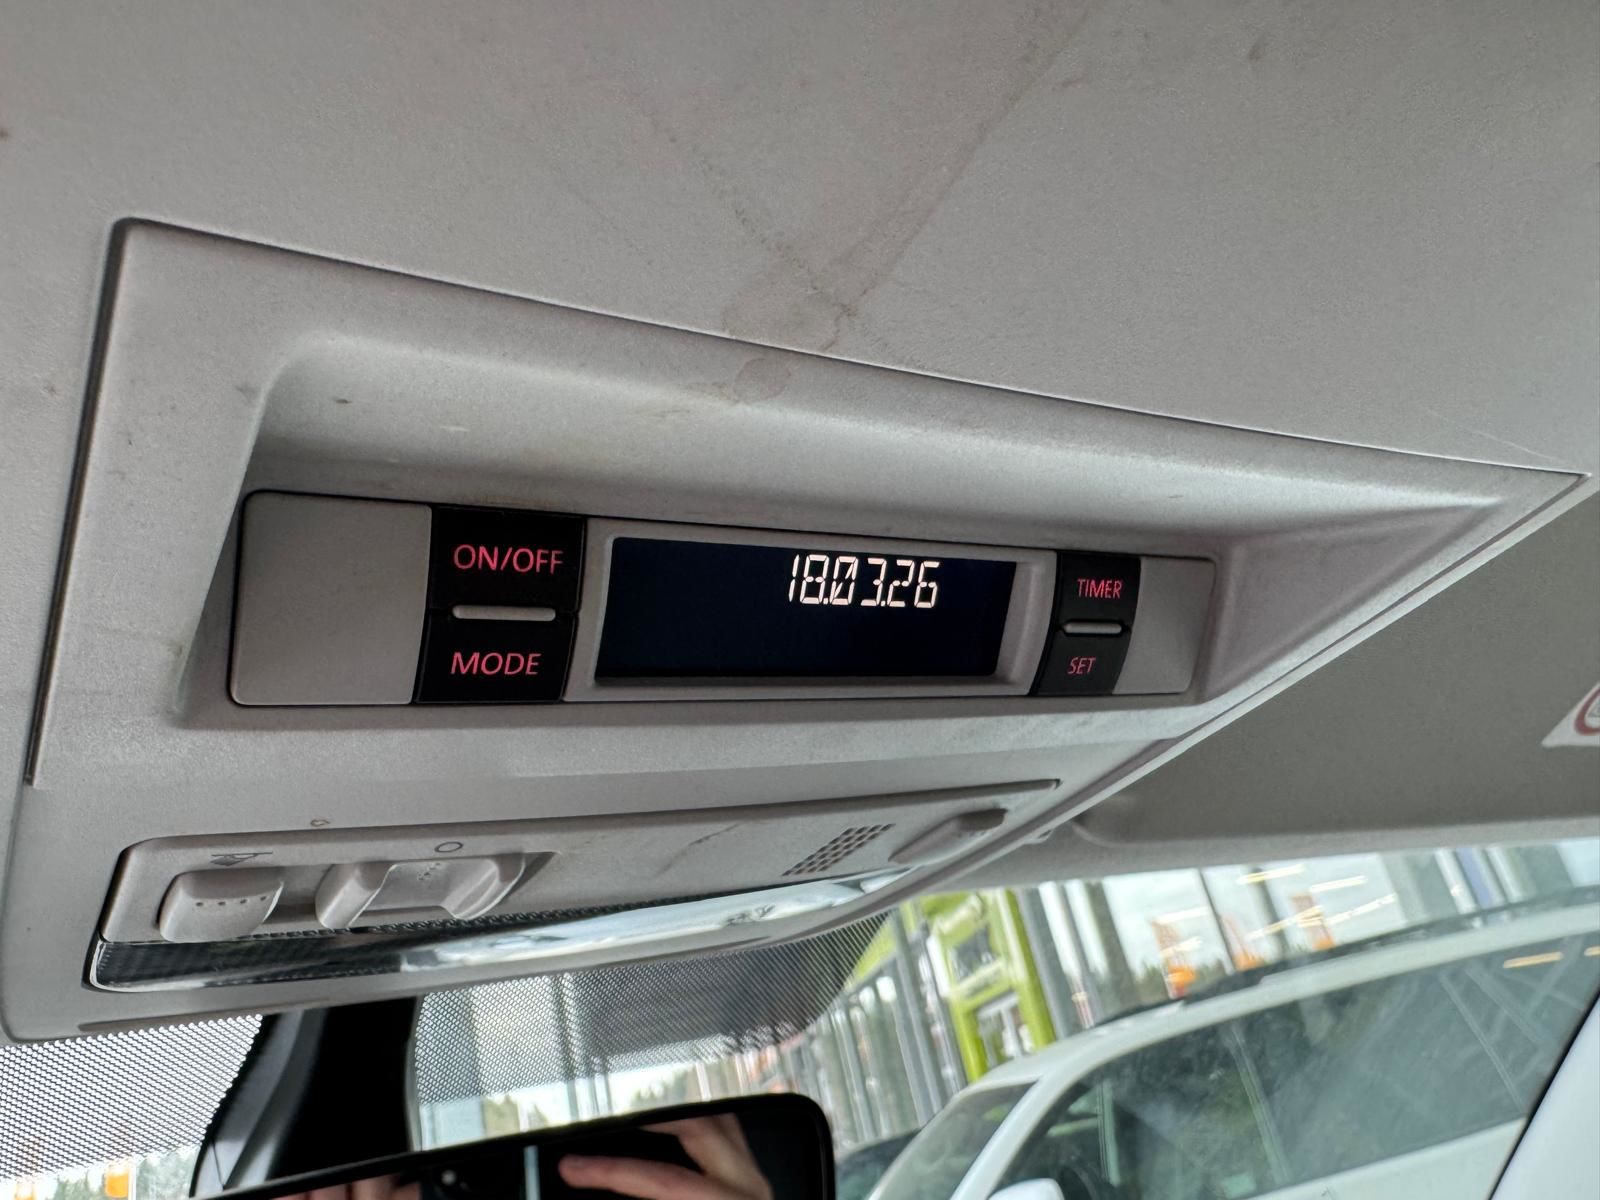 ON/OFF
MODE
18.03.26
TIMER
SET